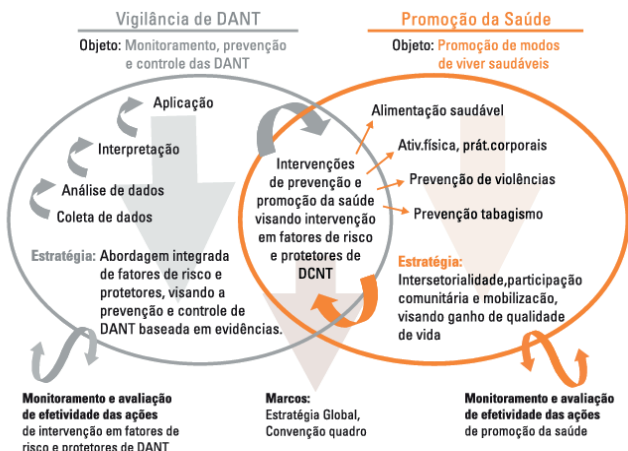 Vigilância de DANT
Objeto: Monitoramento, prevenção
e controle das DANT
Promoção da Saúde
Objeto: Promoção de modos
de viver saudáveis
Aplicação
Interpretação
Análise de dados
Coleta de dados
Estratégia: Abordagem integrada
de fatores de risco e
protetores, visando a
prevenção e controle de
DANT baseada em evidências.
Intervenções
de prevenção e
promoção da saúde
visando intervenção
em fatores de risco
e protetores de
DCNT
Alimentação saudável
Ativ.física, prát.corporais
Prevenção de violências
Prevenção tabagismo
Estratégia:
Intersetorialidade,participação
comunitária e mobilizacão,
visando ganho de qualidade
de vida
Monitoramento e avaliação
de efetividade das ações
de intervenção em fatores de
risco e protetores de DANT
Marcos:
Estratégia Global,
Convenção quadro
Monitoramento e avaliação
de efetividade das ações
de promoção da saúde